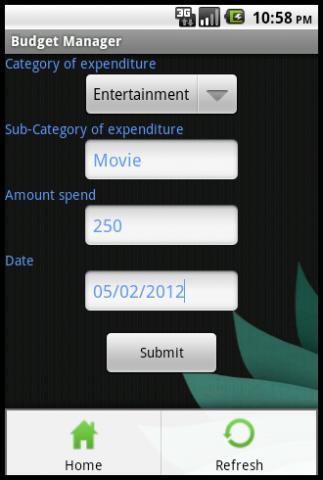 3G 10:58 PM
Budget Manager
Category of expenditure
Entertainment
Sub-Category of expenditure
Movie
Amount spend
250
Date
05/02/2012
Submit
Home Refresh